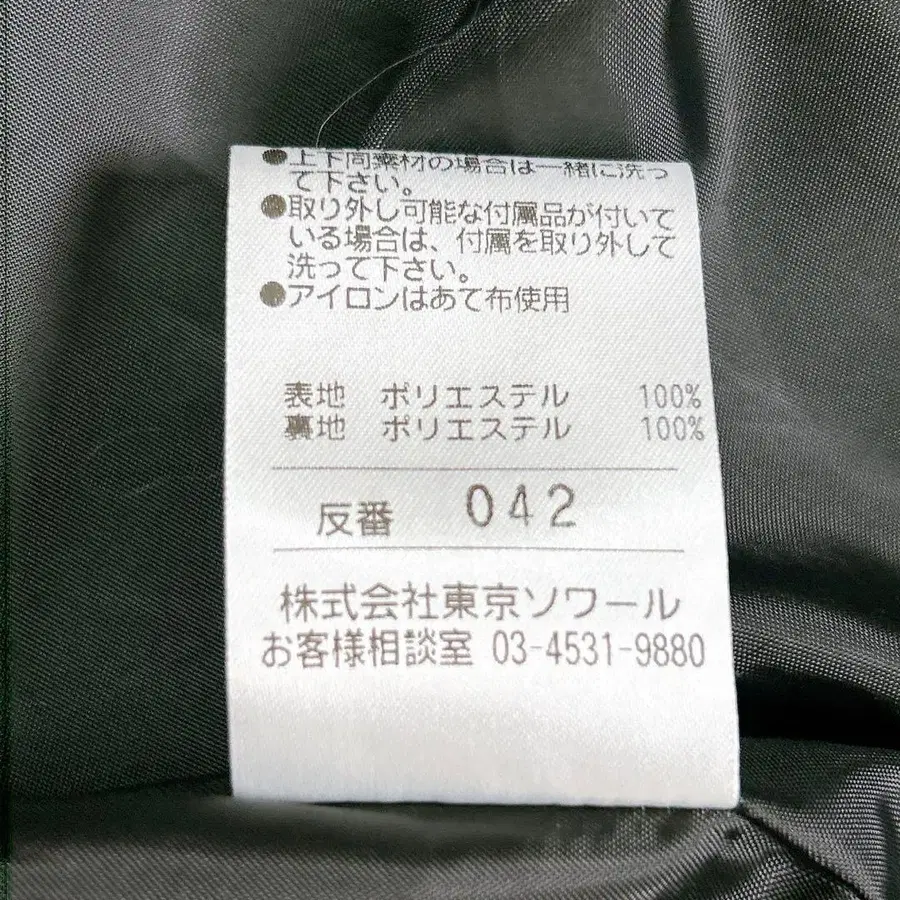 ●上下同素材の場合は一緒に洗っ
て下さい。
●取り外し可能な付属品が付いて
いる場合は、付属を取り外して
洗って下さい。
●アイロンはあて布使用
表地 ポリエステル 100%
裏地 ポリエステル 100%
反番 042
株式会社東京ソワール
お客様相談室 03-4531-9880